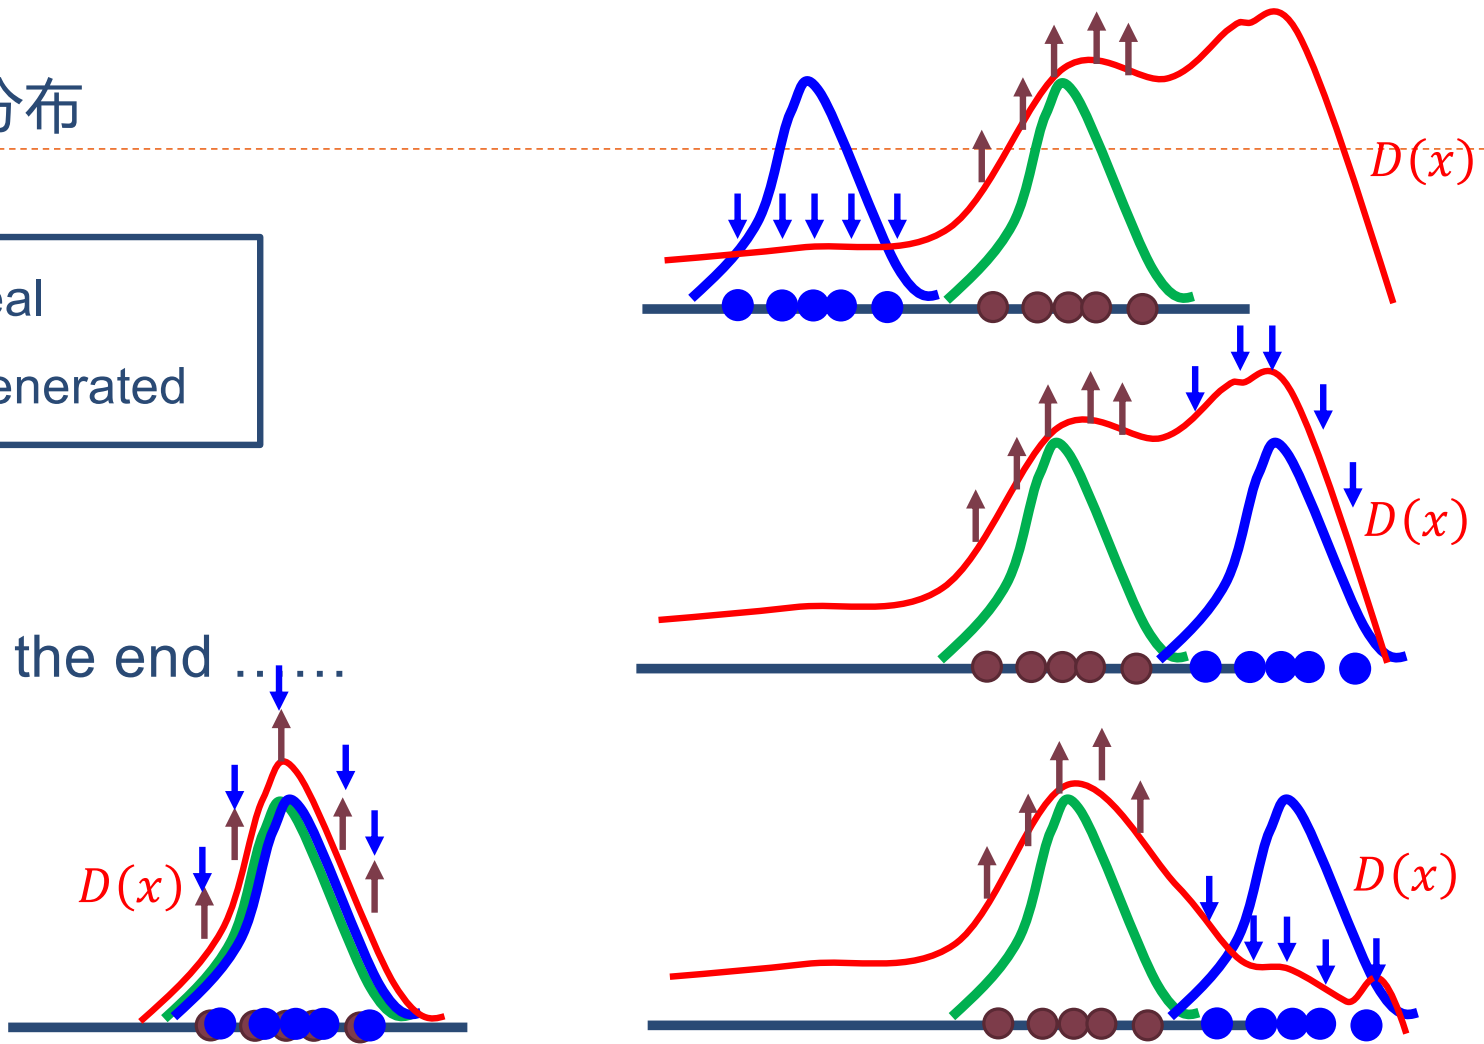 分布
D(x)
eal
enerated
D(x)
the end ……
D(x)
D(x)